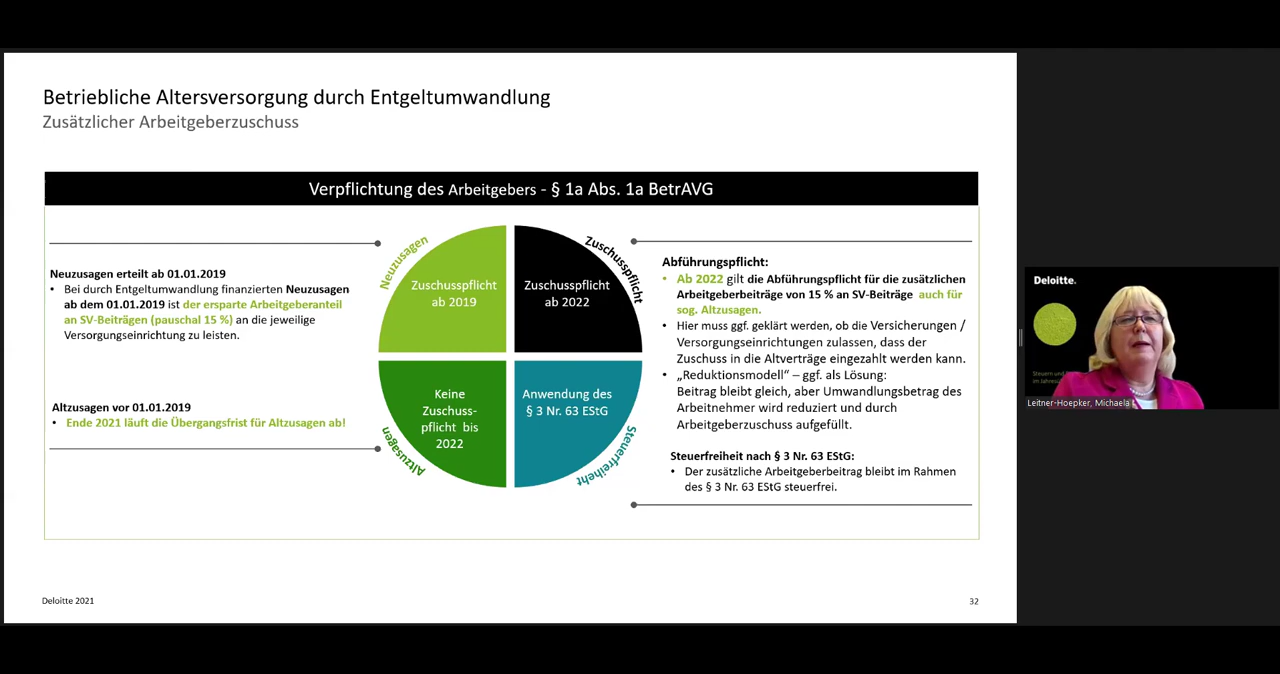 Betriebliche Altersversorgung durch Entgeltumwandlung
Zusätzlicher Arbeitgeberzuschuss
Verpflichtung des Arbeitgebers - § 1a Abs. 1a BetrAVG
Neuzusagen erteilt ab 01.01.2019
• Bei durch Entgeltumwandlung finanzierten Neuzusagen
ab dem 01.01.2019 ist der ersparte Arbeitgeberanteil
an SV-Beiträgen (pauschal 15 %) an die jeweilige
Versorgungseinrichtung zu leisten.
Altzusagen vor 01.01.2019
• Ende 2021 läuft die Übergangsfrist für Altzusagen ab!
Neuzusagen
Zuschusspflicht
ab 2019
Zuschusspflicht
Zuschusspflicht
ab 2022
Altzusagen
Keine
Zuschuss-
pflicht bis
2022
Anwendung des
§ 3 Nr. 63 EStG
Steuerfreiheht
Abführungspflicht:
• Ab 2022 gilt die Abführungspflicht für die zusätzlichen
Arbeitgeberbeiträge von 15 % an SV-Beiträge auch für
sog. Altzusagen.
• Hier muss ggf. geklärt werden, ob die Versicherungen /
Versorgungseinrichtungen zulassen, dass der
Zuschuss in die Altverträge eingezahlt werden kann.
• „Reduktionsmodell“ – ggf. als Lösung:
Beitrag bleibt gleich, aber Umwandlungsbetrag des
Arbeitnehmer wird reduziert und durch
Arbeitgeberzuschuss aufgefüllt.
Steuerfreiheit nach § 3 Nr. 63 EStG:
• Der zusätzliche Arbeitgeberbeitrag bleibt im Rahmen
des § 3 Nr. 63 EStG steuerfrei.
Deloitte 2021
32
Deloitte.
Steuern und
im Jahres
Leitner-Hoepker, Michaela